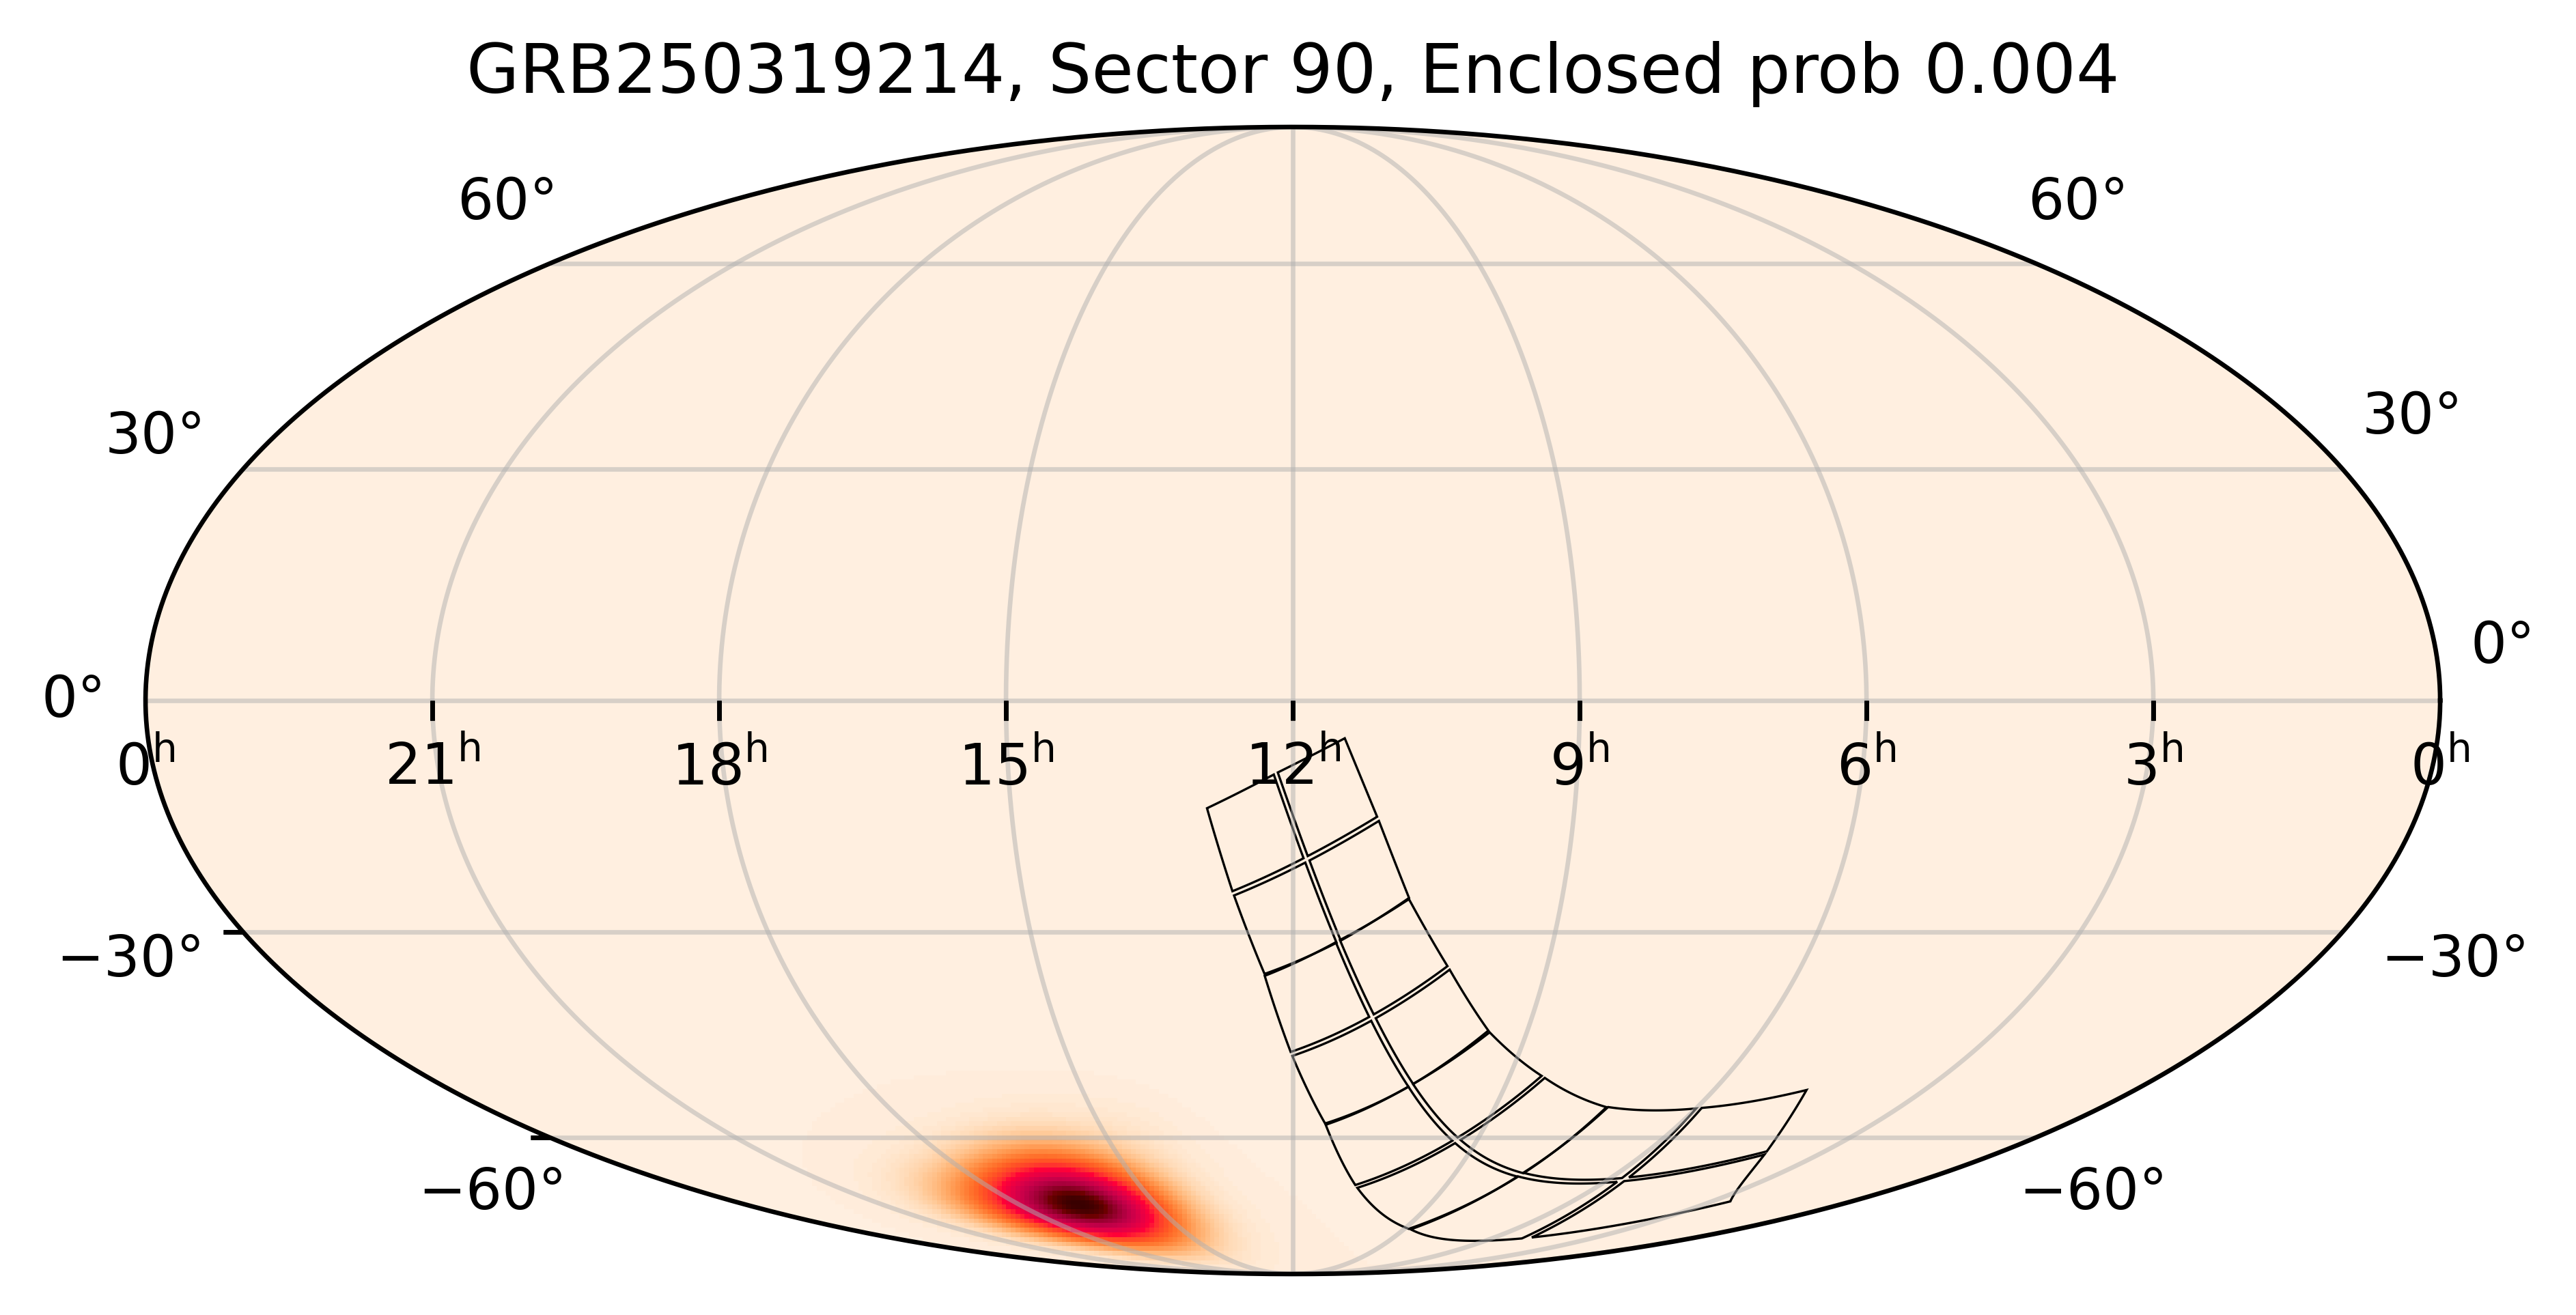 GRB250319214, Sector 90, Enclosed prob 0.004
60° 60°
30° 30°
0° 0°
0h 21h 18h 15h 12h 9h 6h 3h 0h
−30° −30°
−60° −60°